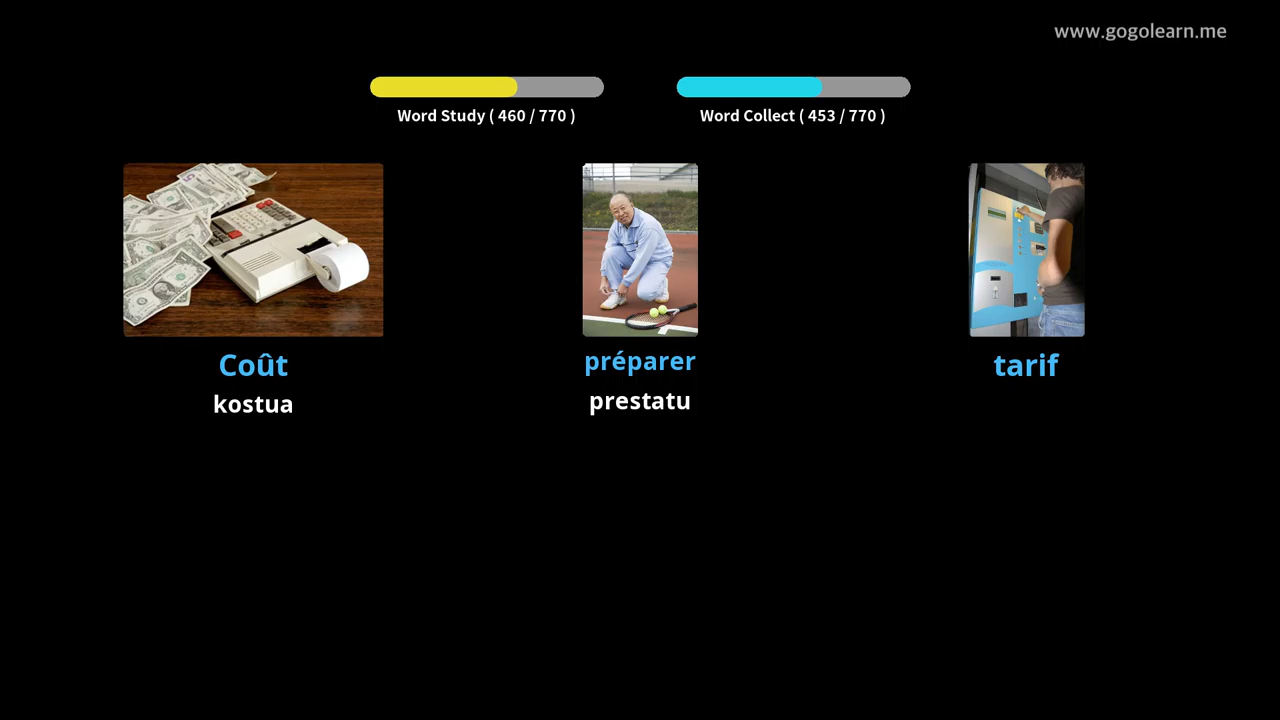 www.gogolearn.me
Word Study ( 460 / 770 )
Word Collect ( 453 / 770 )
Coût
kostua
préparer
prestatu
tarif